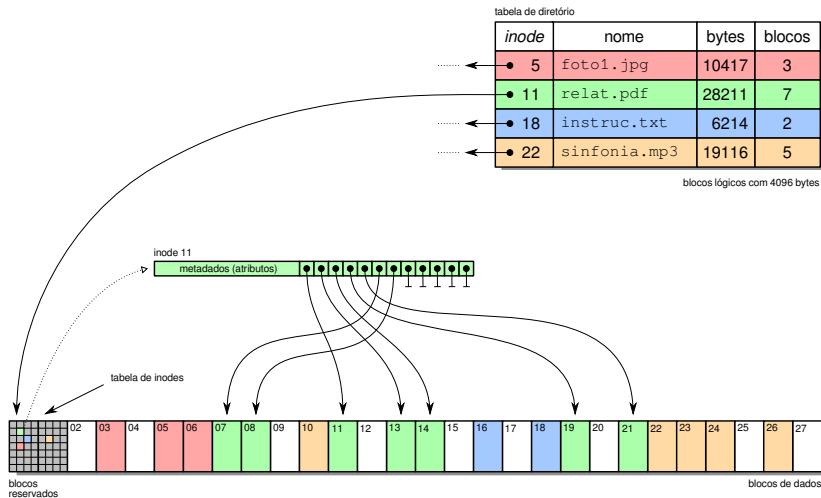 tabela de diretório
inode nome bytes blocos
5 foto1.jpg 10417 3
11 relat.pdf 28211 7
18 instruc.txt 6214 2
22 sinfonia.mp3 19116 5
blocos lógicos com 4096 bytes
inode 11
metadados (atributos)
tabela de inodes
02 03 04 05 06 07 08 09 10 11 12 13 14 15 16 17 18 19 20 21 22 23 24 25 26 27
blocos reservados
blocos de dados